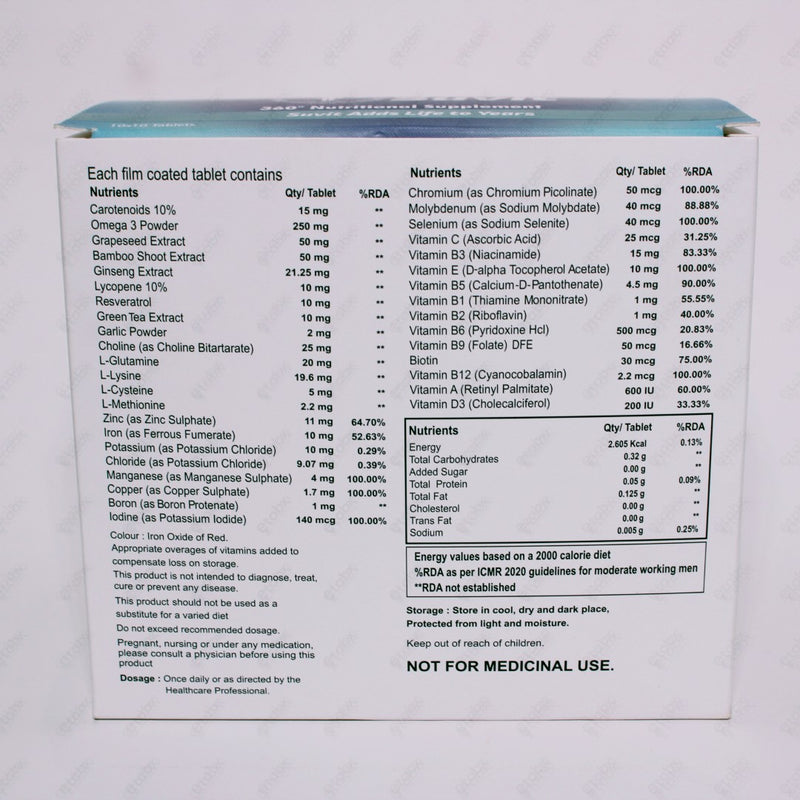 360° Nutritional Supplement
Suvit Adds Life to Years
10x10 Tablets
Each film coated tablet contains
Nutrients Qty/ Tablet %RDA
Carotenoids 10% 15 mg **
Omega 3 Powder 250 mg **
Grapeseed Extract 50 mg **
Bamboo Shoot Extract 50 mg **
Ginseng Extract 21.25 mg **
Lycopene 10% 10 mg **
Resveratrol 10 mg **
Green Tea Extract 10 mg **
Garlic Powder 2 mg **
Choline (as Choline Bitartarate) 25 mg **
L-Glutamine 20 mg **
L-Lysine 19.6 mg **
L-Cysteine 5 mg **
L-Methionine 2.2 mg **
Zinc (as Zinc Sulphate) 11 mg 64.70%
Iron (as Ferrous Fumerate) 10 mg 52.63%
Potassium (as Potassium Chloride) 10 mg 0.29%
Chloride (as Potassium Chloride) 9.07 mg 0.39%
Manganese (as Manganese Sulphate) 4 mg 100.00%
Copper (as Copper Sulphate) 1.7 mg 100.00%
Boron (as Boron Protenate) 1 mg **
Iodine (as Potassium Iodide) 140 mcg 100.00%
Colour : Iron Oxide of Red.
Appropriate overages of vitamins added to
compensate loss on storage.
This product is not intended to diagnose, treat,
cure or prevent any disease.
This product should not be used as a
substitute for a varied diet
Do not exceed recommended dosage.
Pregnant, nursing or under any medication,
please consult a physician before using this
product
Dosage : Once daily or as directed by the
Healthcare Professional.
Nutrients Qty/ Tablet %RDA
Chromium (as Chromium Picolinate) 50 mcg 100.00%
Molybdenum (as Sodium Molybdate) 40 mcg 88.88%
Selenium (as Sodium Selenite) 40 mcg 100.00%
Vitamin C (Ascorbic Acid) 25 mcg 31.25%
Vitamin B3 (Niacinamide) 15 mg 83.33%
Vitamin E (D-alpha Tocopherol Acetate) 10 mg 100.00%
Vitamin B5 (Calcium-D-Pantothenate) 4.5 mg 90.00%
Vitamin B1 (Thiamine Mononitrate) 1 mg 55.55%
Vitamin B2 (Riboflavin) 1 mg 40.00%
Vitamin B6 (Pyridoxine Hcl) 500 mcg 20.83%
Vitamin B9 (Folate) DFE 50 mcg 16.66%
Biotin 30 mcg 75.00%
Vitamin B12 (Cyanocobalamin) 2.2 mcg 100.00%
Vitamin A (Retinyl Palmitate) 600 IU 60.00%
Vitamin D3 (Cholecalciferol) 200 IU 33.33%
Nutrients Qty/ Tablet %RDA
Energy 2.605 Kcal 0.13%
Total Carbohydrates 0.32 g **
Added Sugar 0.00 g **
Total Protein 0.05 g 0.09%
Total Fat 0.125 g **
Cholesterol 0.00 g **
Trans Fat 0.00 g **
Sodium 0.005 g 0.25%
Energy values based on a 2000 calorie diet
%RDA as per ICMR 2020 guidelines for moderate working men
**RDA not established
Storage : Store in cool, dry and dark place,
Protected from light and moisture.
Keep out of reach of children.
NOT FOR MEDICINAL USE.